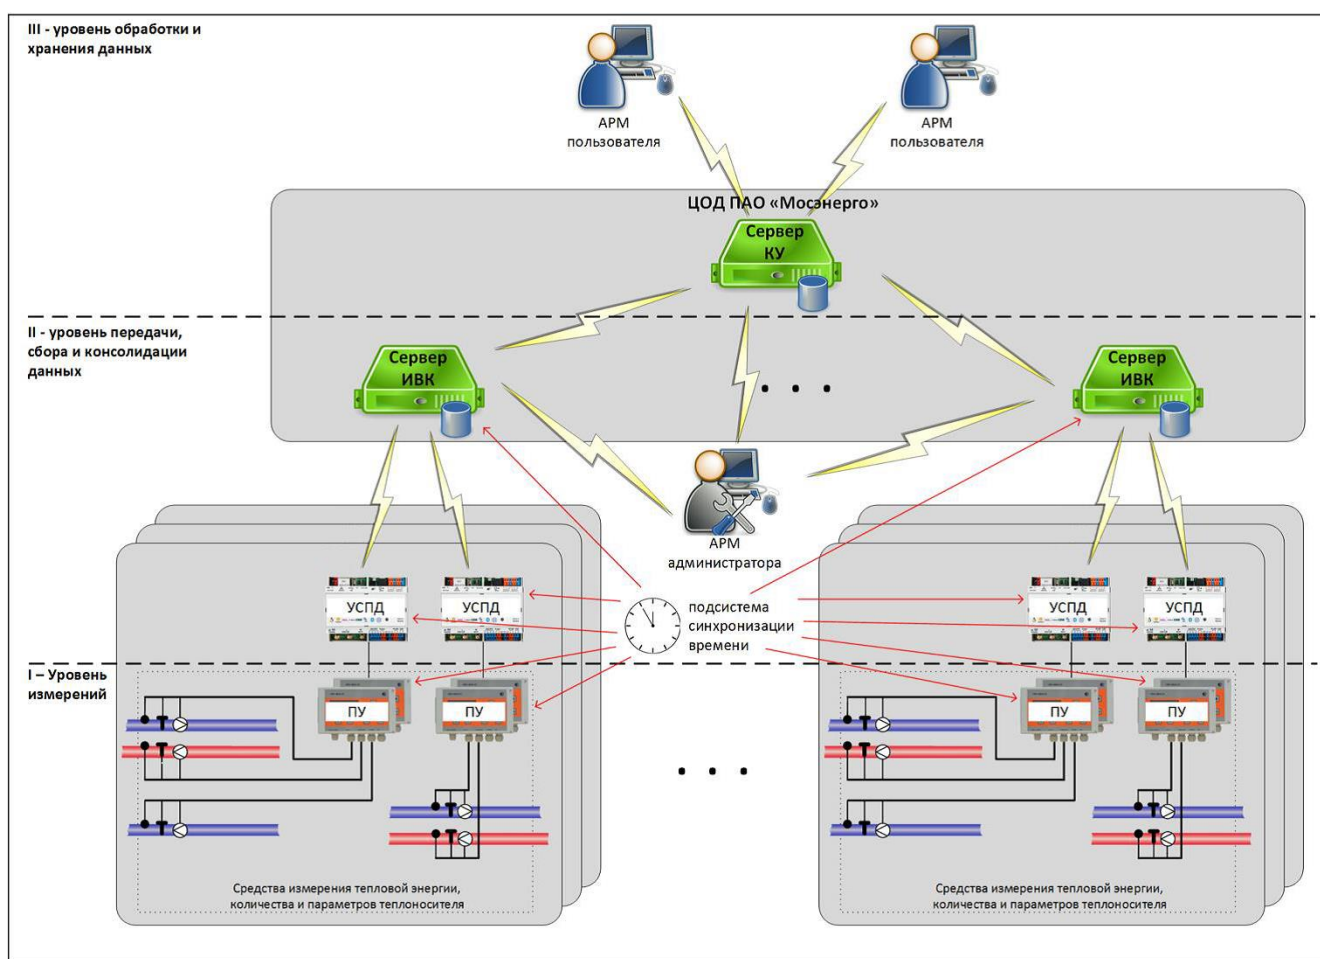 III - уровень обработки и
хранения данных
АРМ
пользователя
АРМ
пользователя
ЦОД ПАО «Мосэнерго»
Сервер
КУ
II - уровень передачи,
сбора и консолидации
данных
Сервер
ИВК
. . .
Сервер
ИВК
АРМ
администратора
УСПД
УСПД
подсистема
синхронизации
времени
УСПД
УСПД
I – Уровень
измерений
ПУ
ПУ
ПУ
ПУ
. . .
Средства измерения тепловой энергии,
количества и параметров теплоносителя
Средства измерения тепловой энергии,
количества и параметров теплоносителя